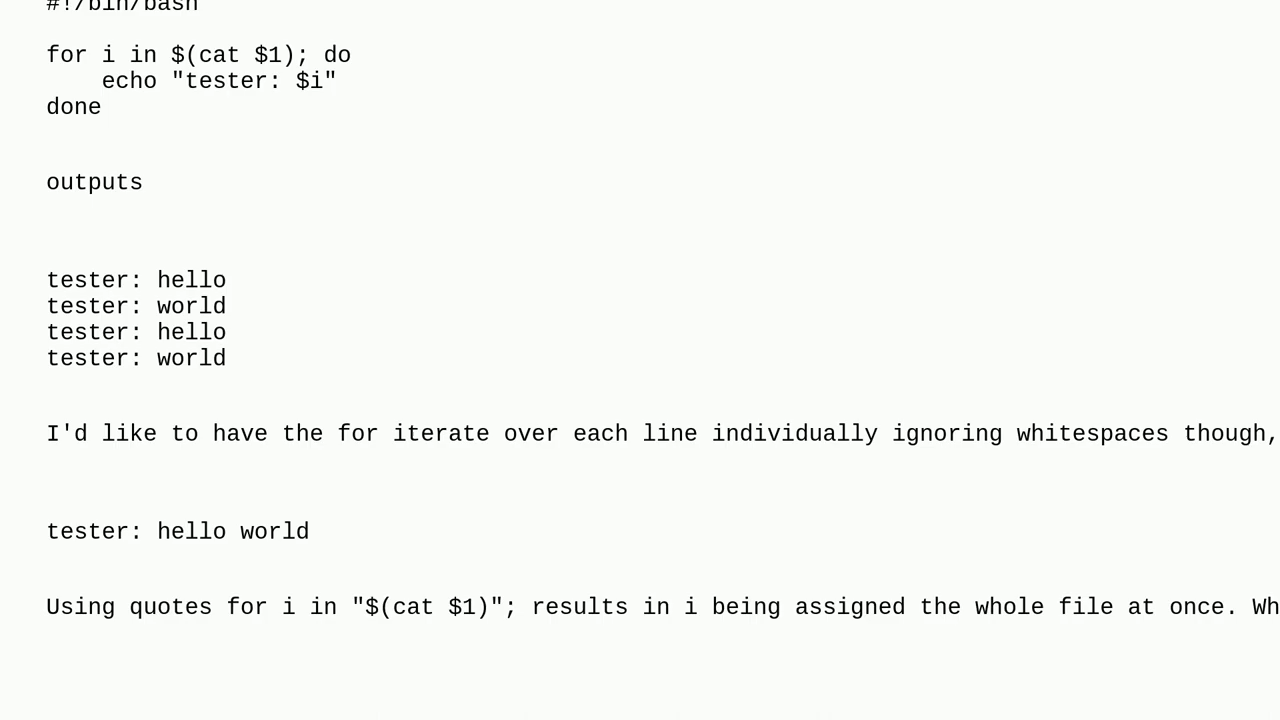 #!/bin/bash
for i in $(cat $1); do
    echo "tester: $i"
done
outputs
tester: hello
tester: world
tester: hello
tester: world
I'd like to have the for iterate over each line individually ignoring whitespaces though,
tester: hello world
Using quotes for i in "$(cat $1)"; results in i being assigned the whole file at once. Wh